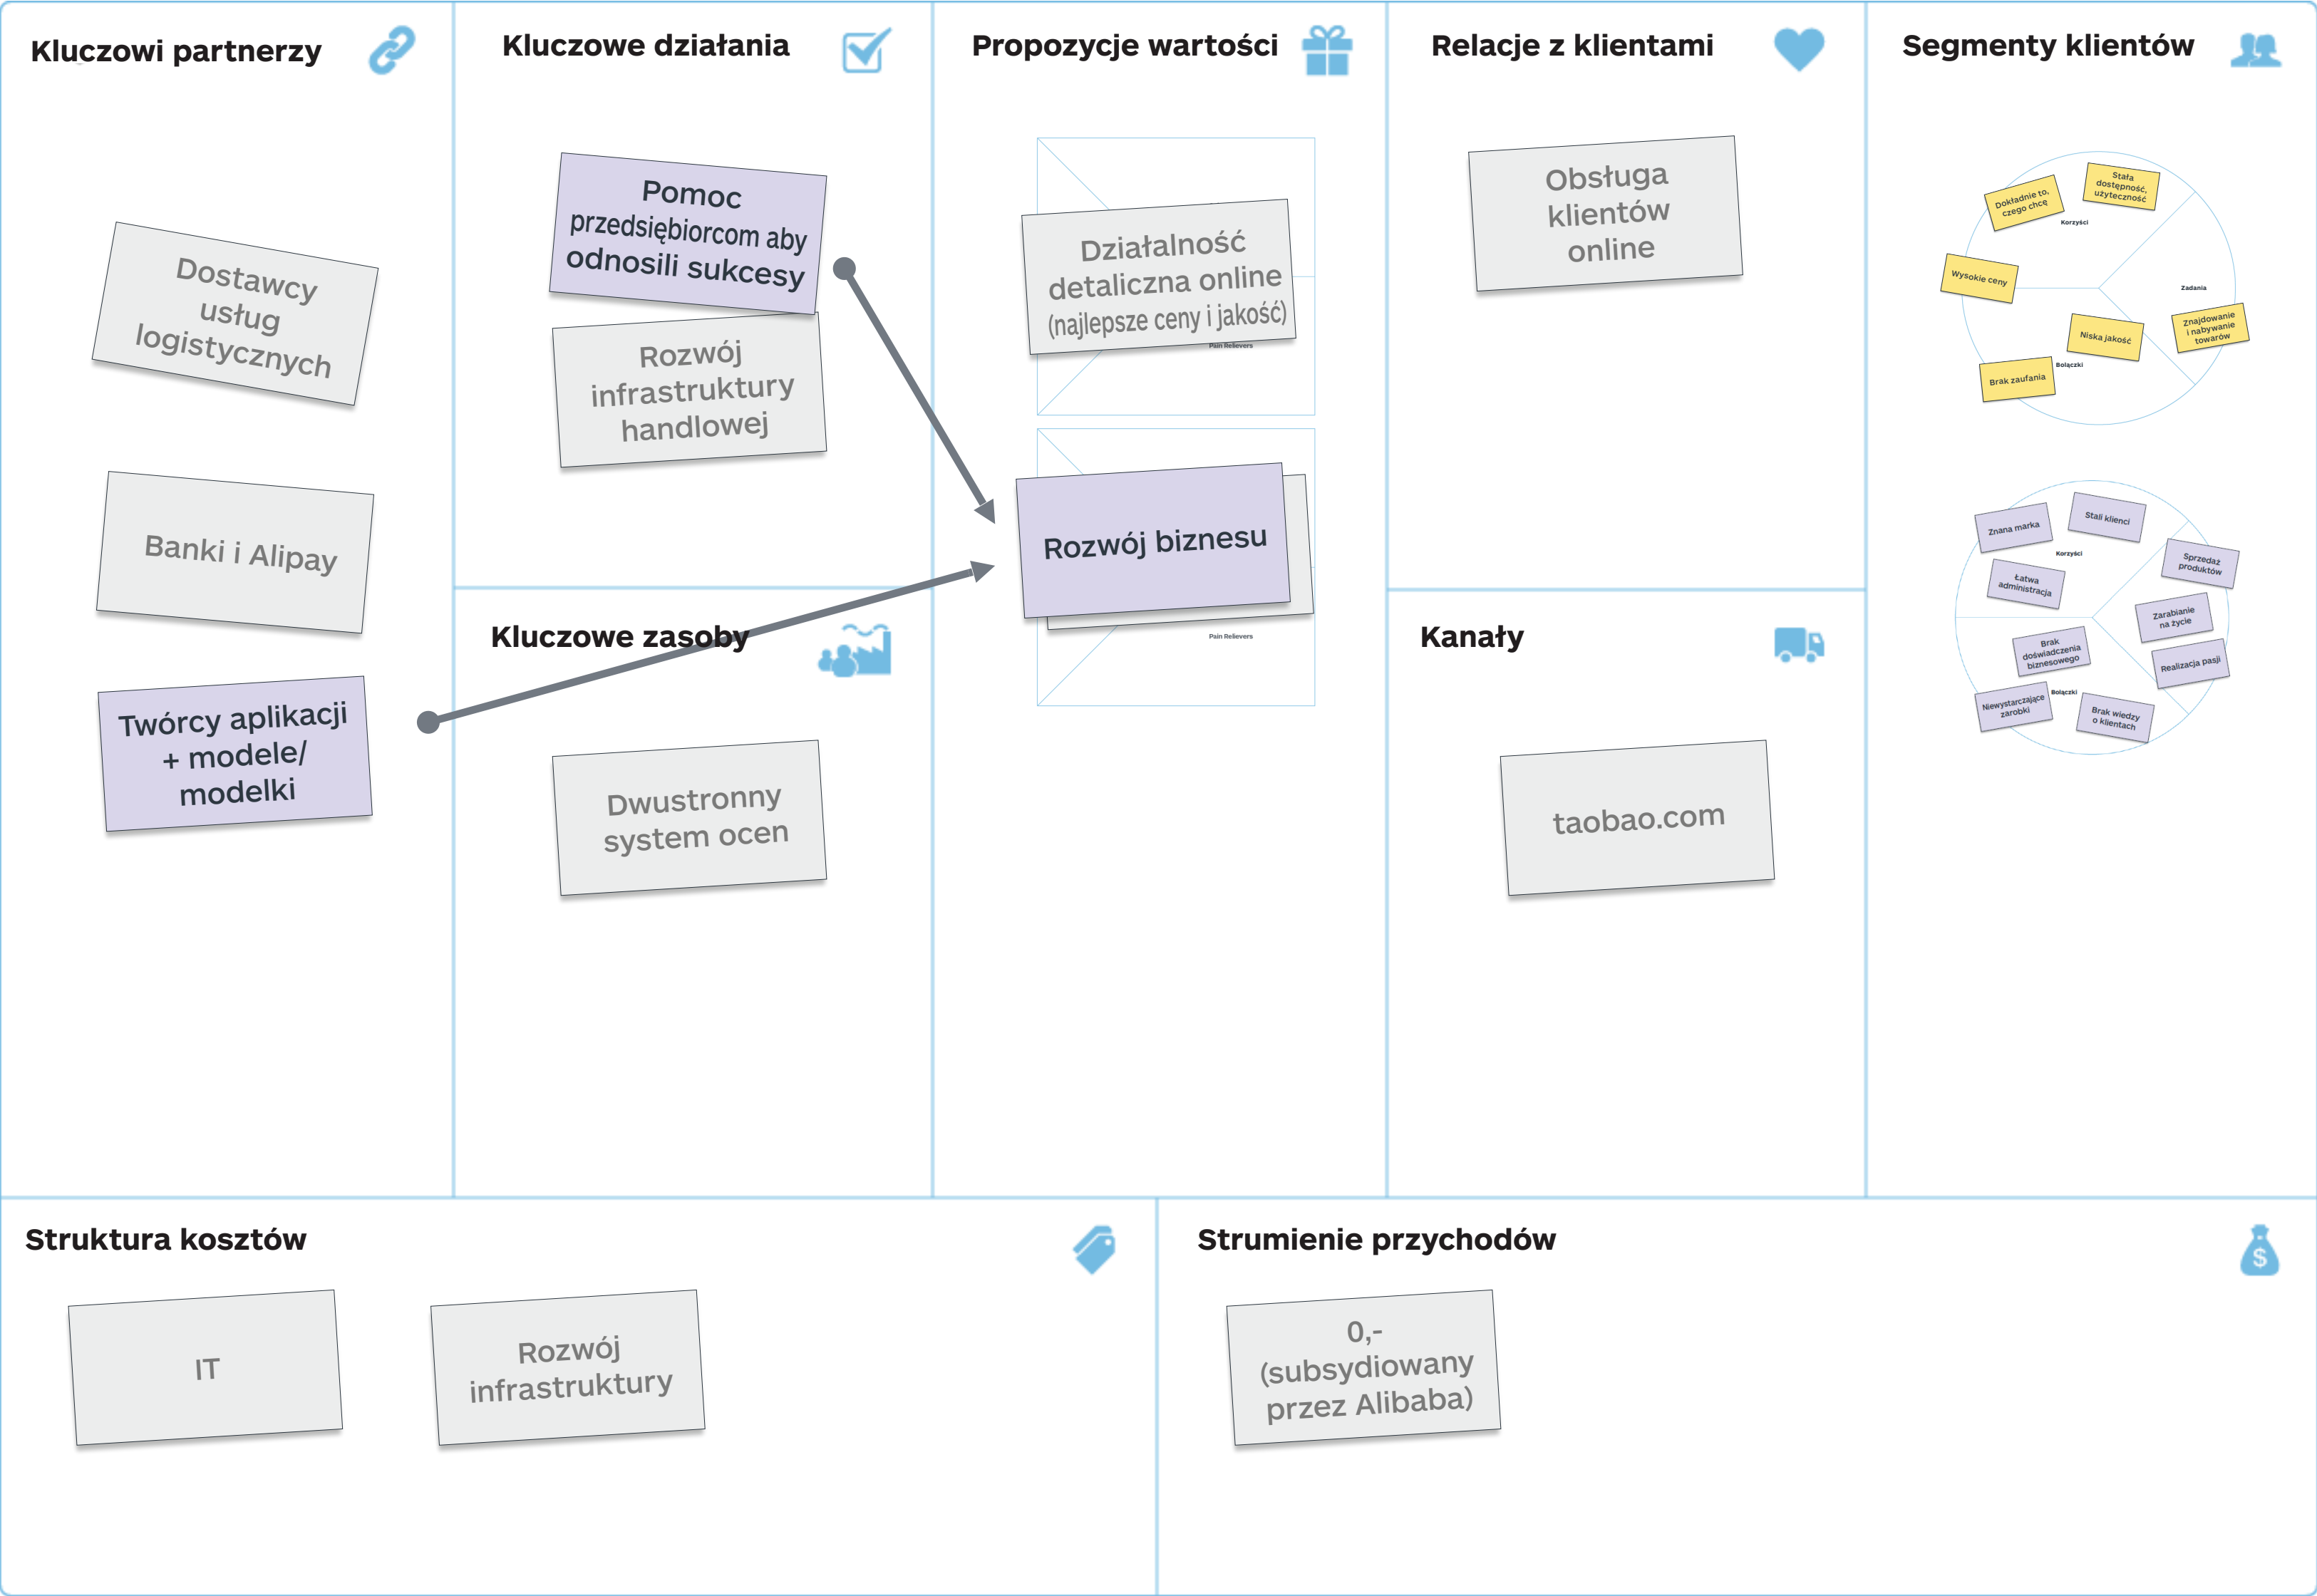 Kluczowi partnerzy
Dostawcy
usług
logistycznych
Banki i Alipay
Twórcy aplikacji
+ modele/
modelki
Kluczowe działania
Pomoc
przedsiębiorcom aby
odnosili sukcesy
Rozwój
infrastruktury
handlowej
Kluczowe zasoby
Dwustronny
system ocen
Propozycje wartości
Działalność
detaliczna online
(najlepsze ceny i jakość)
Pain Relievers
Rozwój biznesu
Pain Relievers
Relacje z klientami
Obsługa
klientów
online
Kanały
taobao.com
Segmenty klientów
Dokładnie to,
czego chcę
Stała
dostępność,
użyteczność
Korzyści
Wysokie ceny
Zadania
Znajdowanie
i nabywanie
towarów
Niska jakość
Bolączki
Brak zaufania
Znana marka
Stali klienci
Korzyści
Sprzedaż
produktów
Łatwa
administracja
Zarabianie
na życie
Brak
doświadczenia
biznesowego
Realizacja pasji
Bolączki
Niewystarczające
zarobki
Brak wiedzy
o klientach
Struktura kosztów
IT
Rozwój
infrastruktury
Strumienie przychodów
$
0,-
(subsydiowany
przez Alibaba)